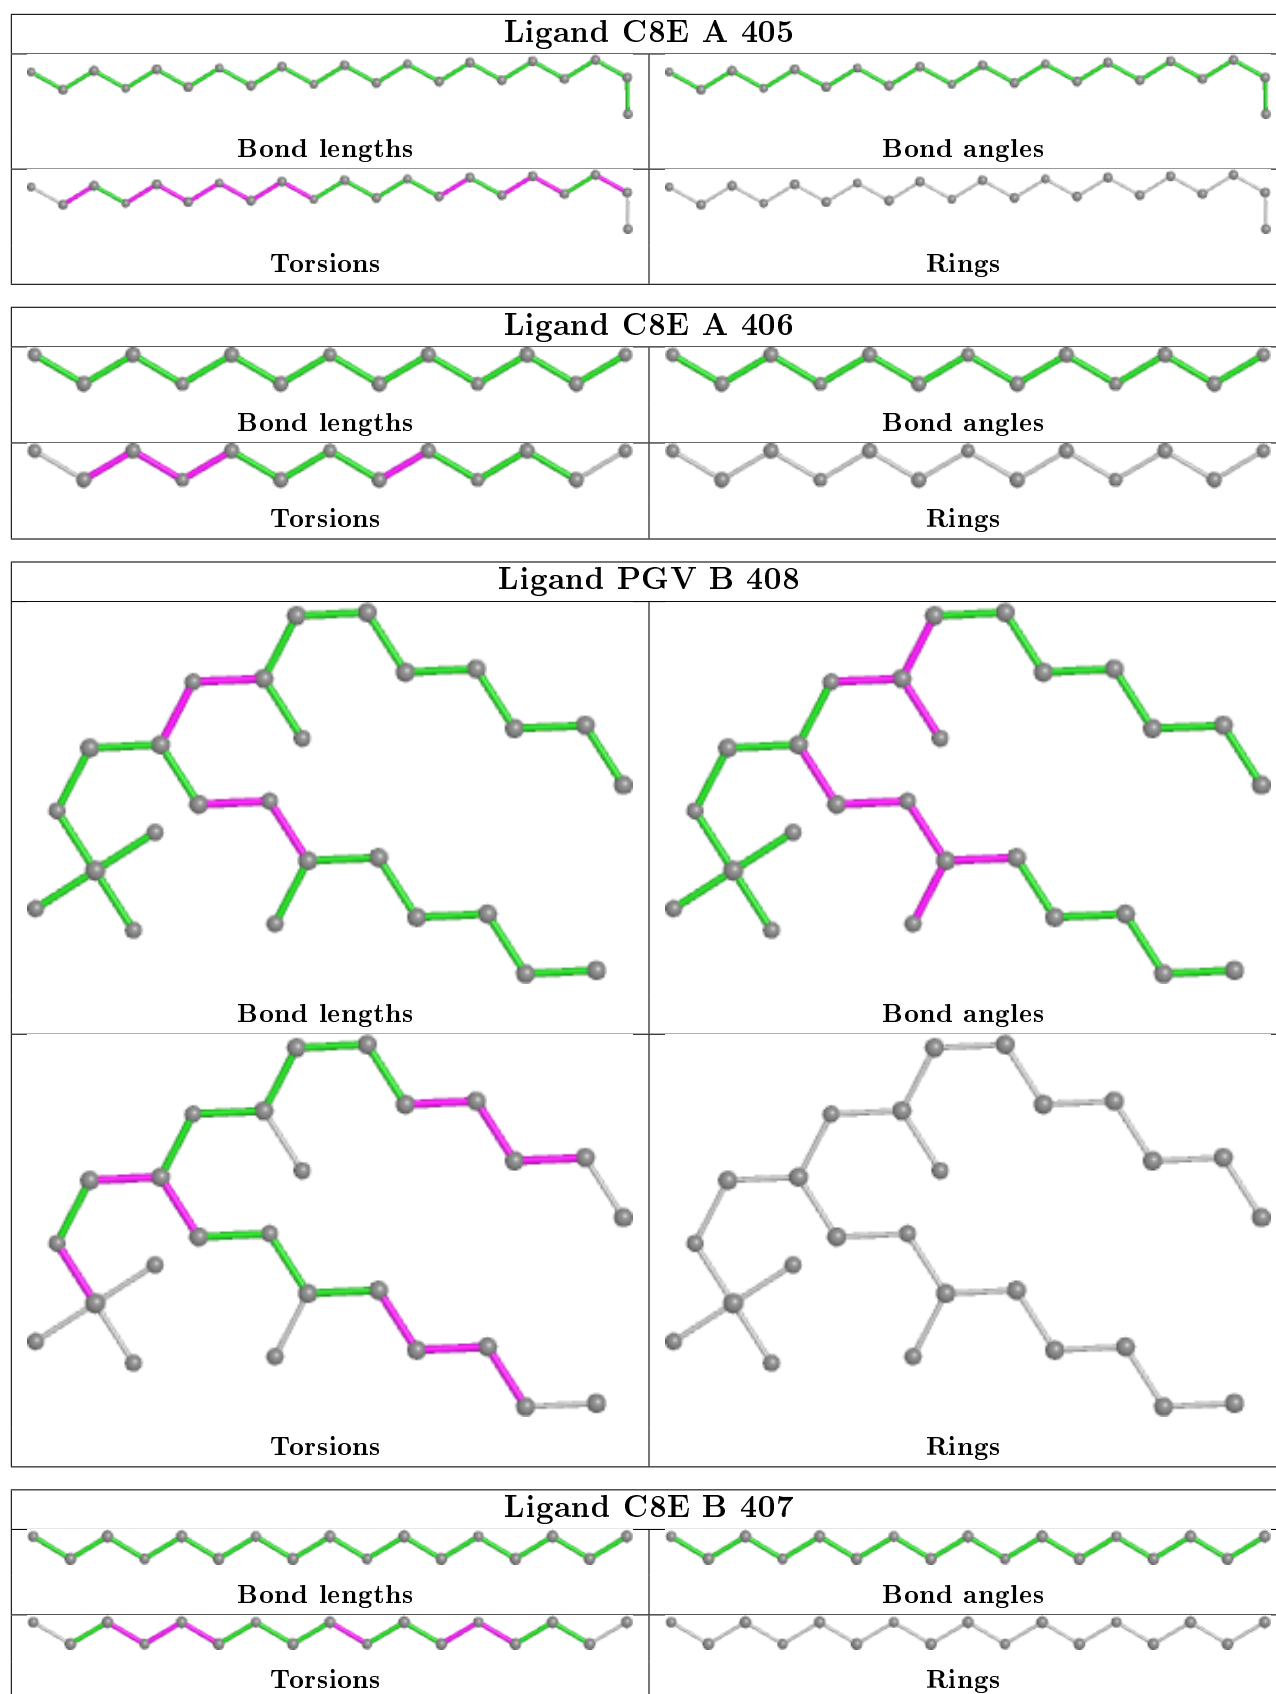 Ligand C8E A 405
Bond lengths
Bond angles
Torsions
Rings
Ligand C8E A 406
Bond lengths
Bond angles
Torsions
Rings
Ligand PGV B 408
Bond lengths
Bond angles
Torsions
Rings
Ligand C8E B 407
Bond lengths
Bond angles
Torsions
Rings